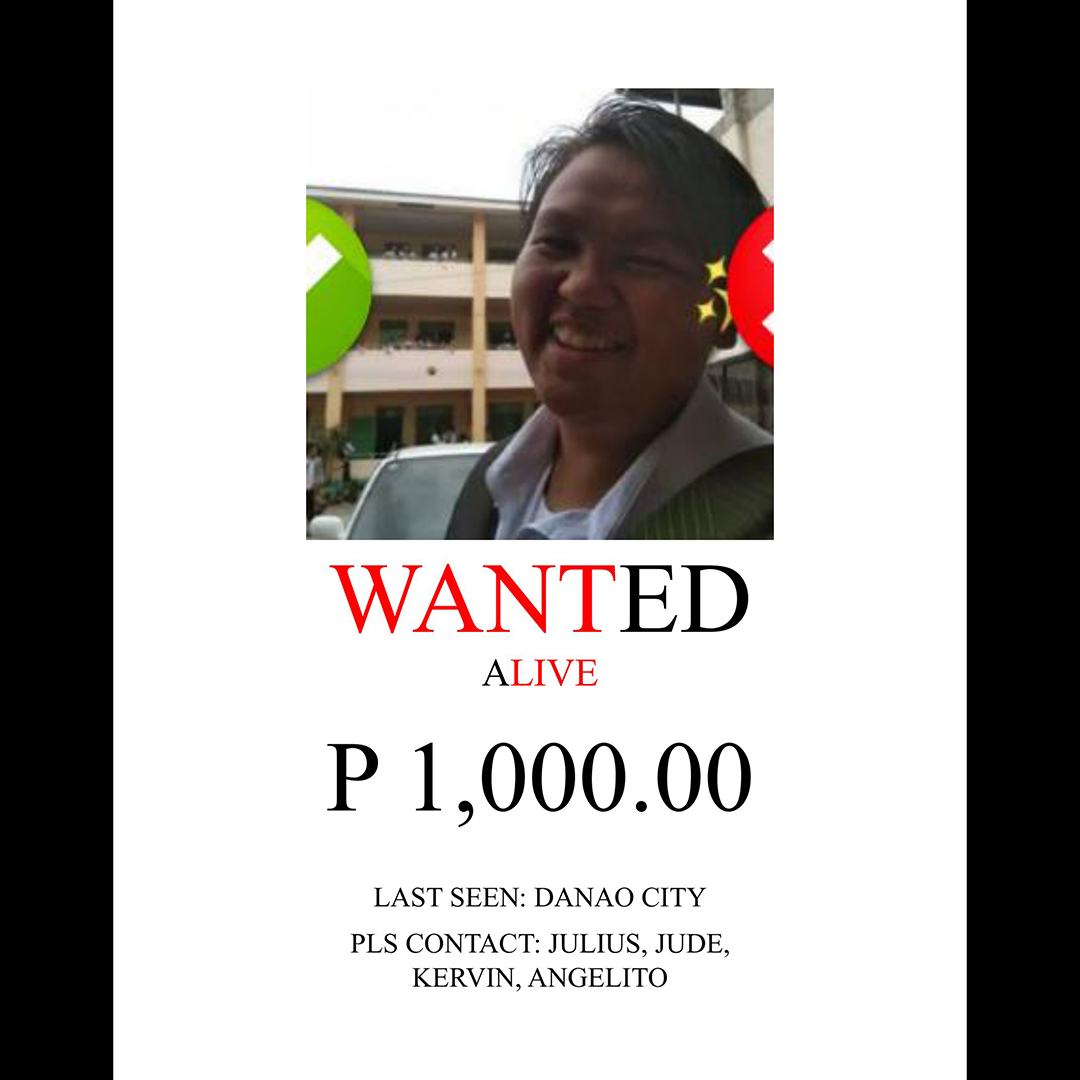 WANTED
ALIVE
P 1,000.00
LAST SEEN: DANAO CITY
PLS CONTACT: JULIUS, JUDE,
KERVIN, ANGELITO